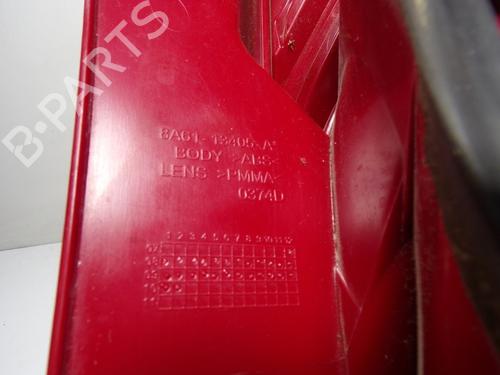 B-PARTS
8A61-13405-A
BODY >ABS<
LENS >PMMA<
0374D
1 2 3 4 5 6 7 8 9 10 11 12